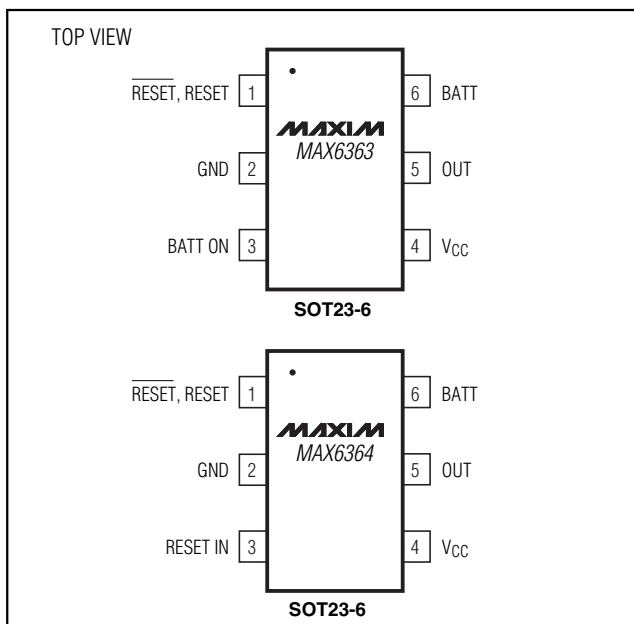 TOP VIEW
RESET, RESET 1 6 BATT
MAXIM
MAX6363
GND 2 5 OUT
BATT ON 3 4 VCC
SOT23-6
RESET, RESET 1 6 BATT
MAXIM
MAX6364
GND 2 5 OUT
RESET IN 3 4 VCC
SOT23-6